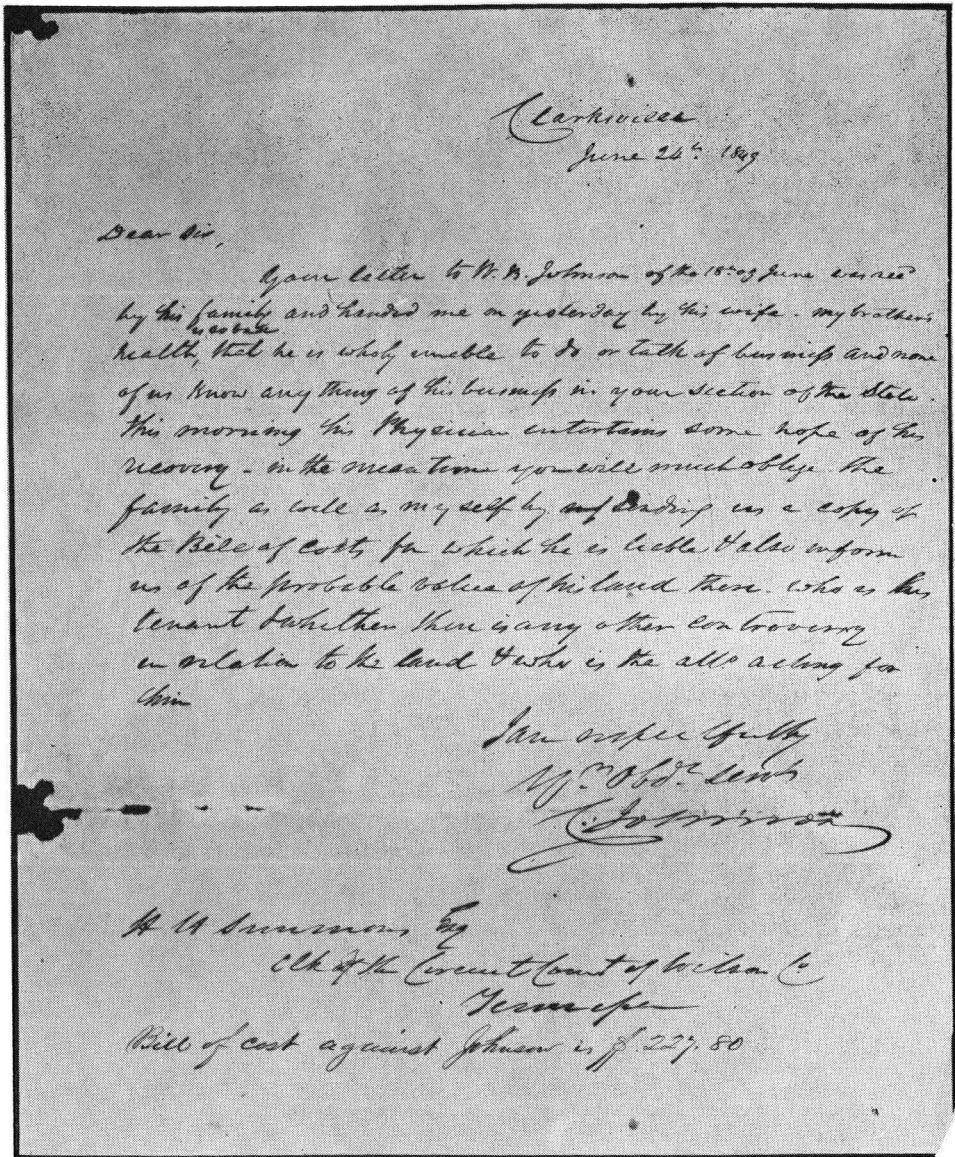 Clarksville
June 24th 1849
Dear Sir,
Your letter to W. B. Johnson of the 18th of June was recd
by his family and handed me on yesterday by his wife. my brothers
is so bad
health, that he is wholy unable to do or talk of business and none
of us know any thing of his business in your section of the State.
this morning his Physician entertains some hope of his
recovery - in the mean time you will much oblige the
family as well as my self by sending us a copy of
the Bill of Costs for which he is liable & also inform
us of the probable value of his land there. who is his
tenant & whether there is any other controversy
in relation to the land & who is the atto acting for
him
I am respectfully
Yr. Obdt. Servt
C. Johnson
H Simmons Esq
Clk of the Circuit Court of Wilson Co
Tennessee
Bill of cost against Johnson is $227.80